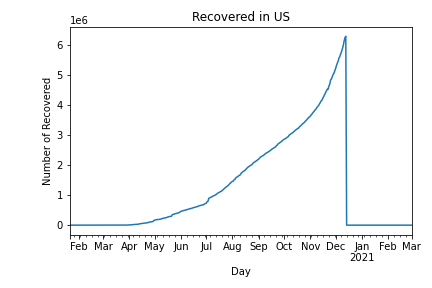 Recovered in US
1e6
6
5
4
3
2
1
0
Number of Recovered
Feb Mar Apr May Jun Jul Aug Sep Oct Nov Dec Jan Feb Mar
2021
Day